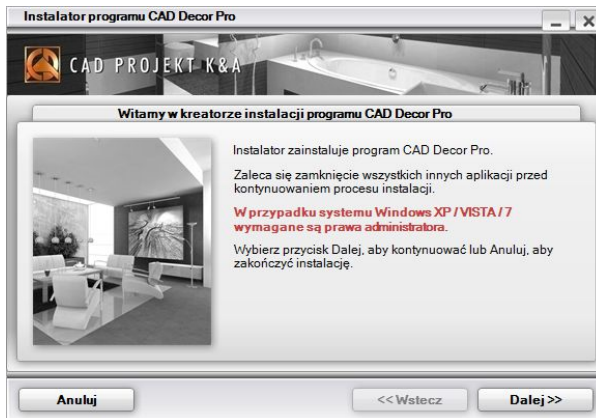 Instalator programu CAD Decor Pro
CAD PROJEKT K&A
Witamy w kreatorze instalacji programu CAD Decor Pro
Instalator zainstaluje program CAD Decor Pro.
Zaleca się zamknięcie wszystkich innych aplikacji przed
kontynuowaniem procesu instalacji.
W przypadku systemu Windows XP / VISTA / 7
wymagane są prawa administratora.
Wybierz przycisk Dalej, aby kontynuować lub Anuluj, aby
zakończyć instalację.
Anuluj
<< Wstecz
Dalej >>